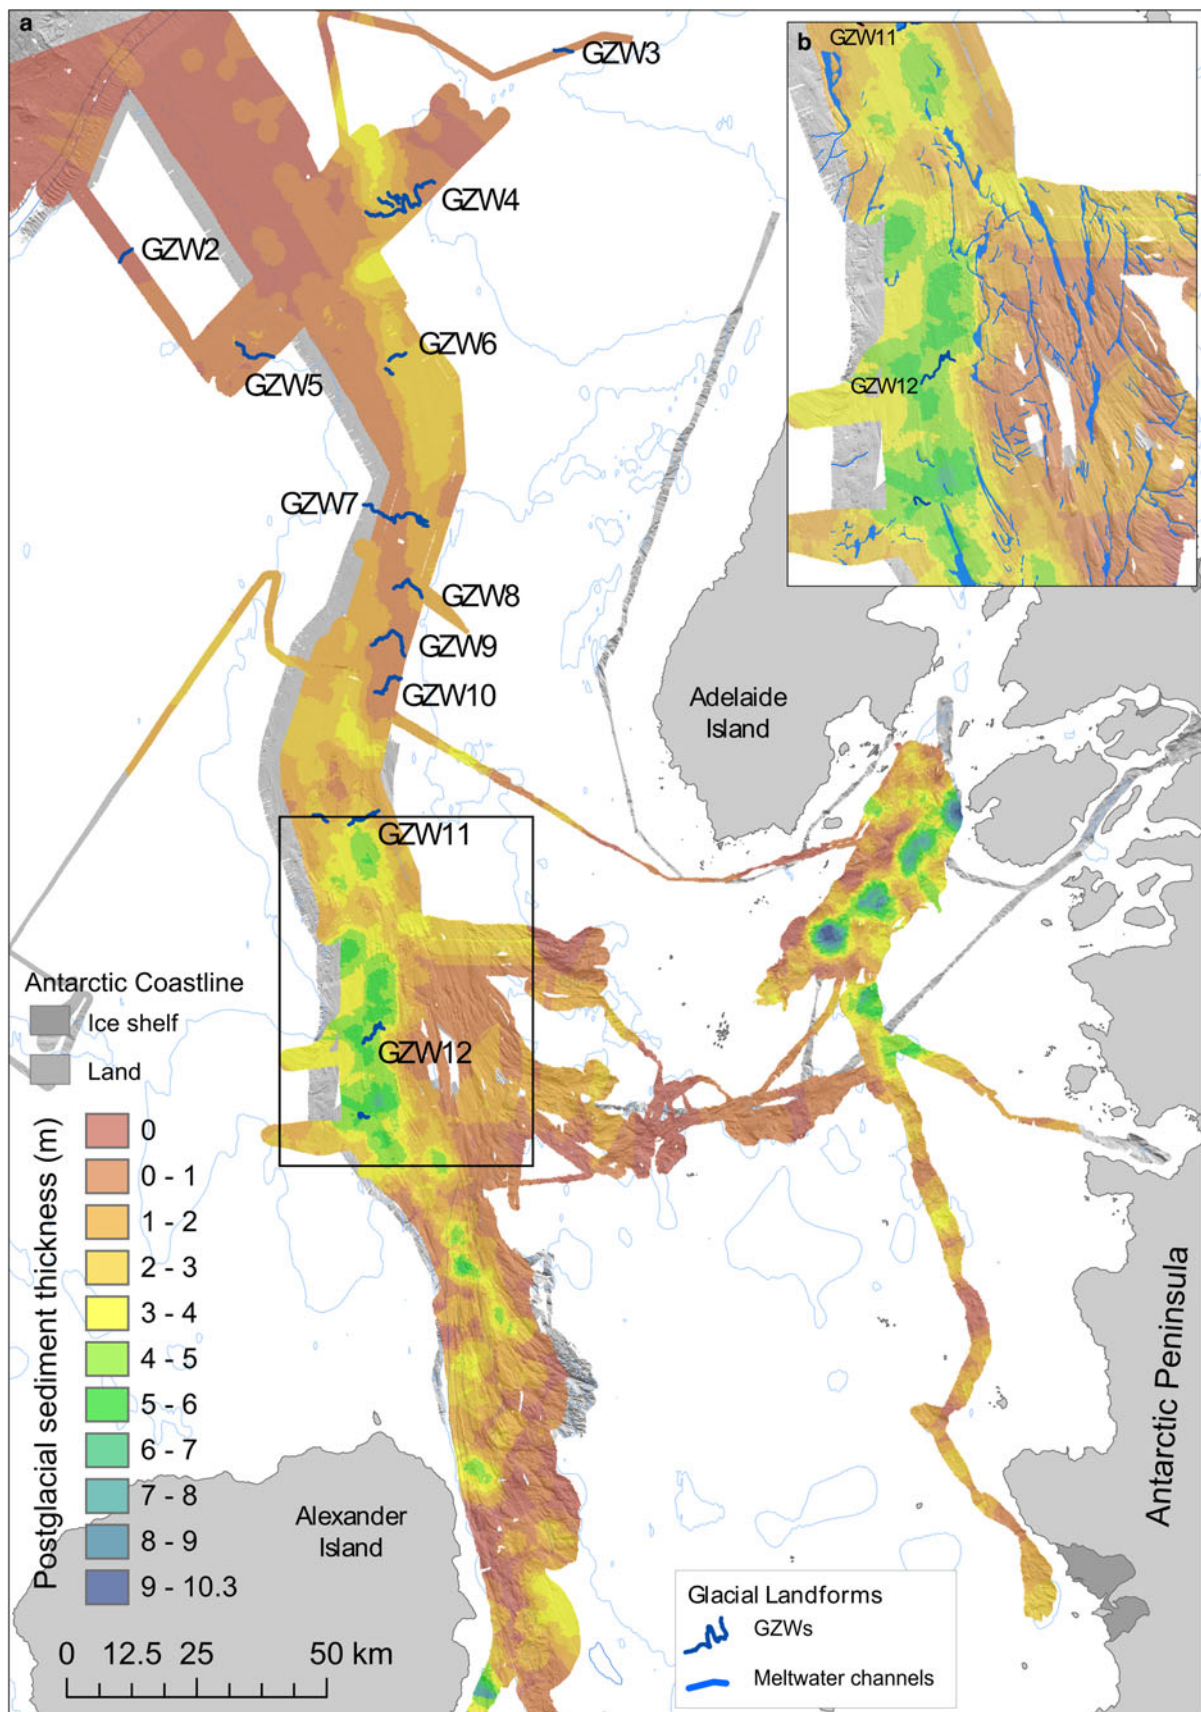 a
GZW3
b
GZW11
GZW4
GZW2
GZW6
GZW5
GZW12
GZW7
GZW8
GZW9
GZW10
Adelaide
Island
GZW11
Antarctic Coastline
Ice shelf
Land
GZW12
Postglacial sediment thickness (m)
0
0 - 1
1 - 2
2 - 3
3 - 4
4 - 5
5 - 6
6 - 7
7 - 8
8 - 9
9 - 10.3
Antarctic Peninsula
Alexander
Island
0 12.5 25 50 km
Glacial Landforms
GZWs
Meltwater channels